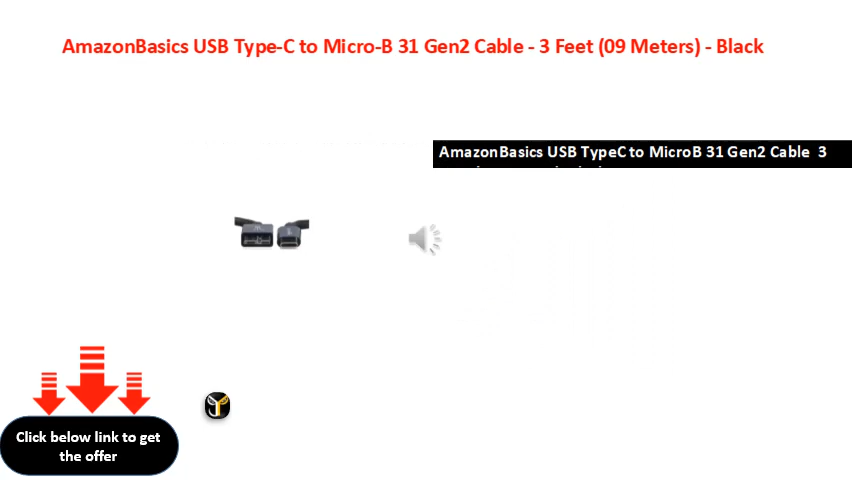 AmazonBasics USB Type-C to Micro-B 31 Gen2 Cable - 3 Feet (09 Meters) - Black
AmazonBasics USB TypeC to MicroB 31 Gen2 Cable 3
Click below link to get
the offer